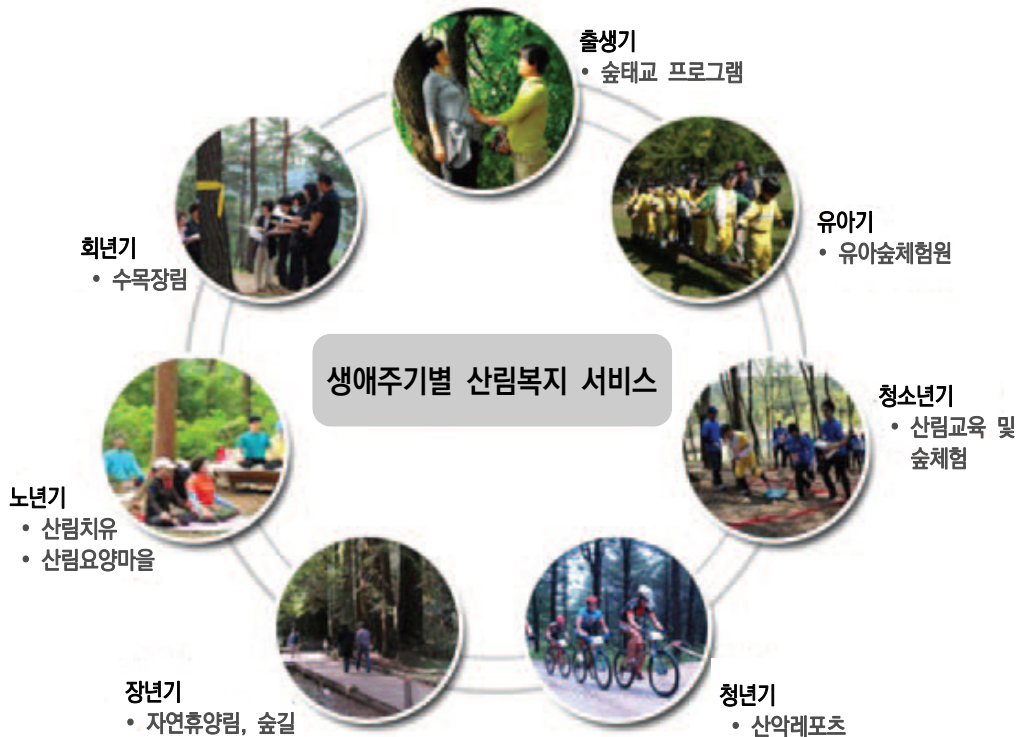 출생기
• 숲태교 프로그램
유아기
• 유아숲체험원
청소년기
• 산림교육 및
숲체험
청년기
• 산악레포츠
장년기
• 자연휴양림, 숲길
노년기
• 산림치유
• 산림요양마을
회년기
• 수목장림
생애주기별 산림복지 서비스